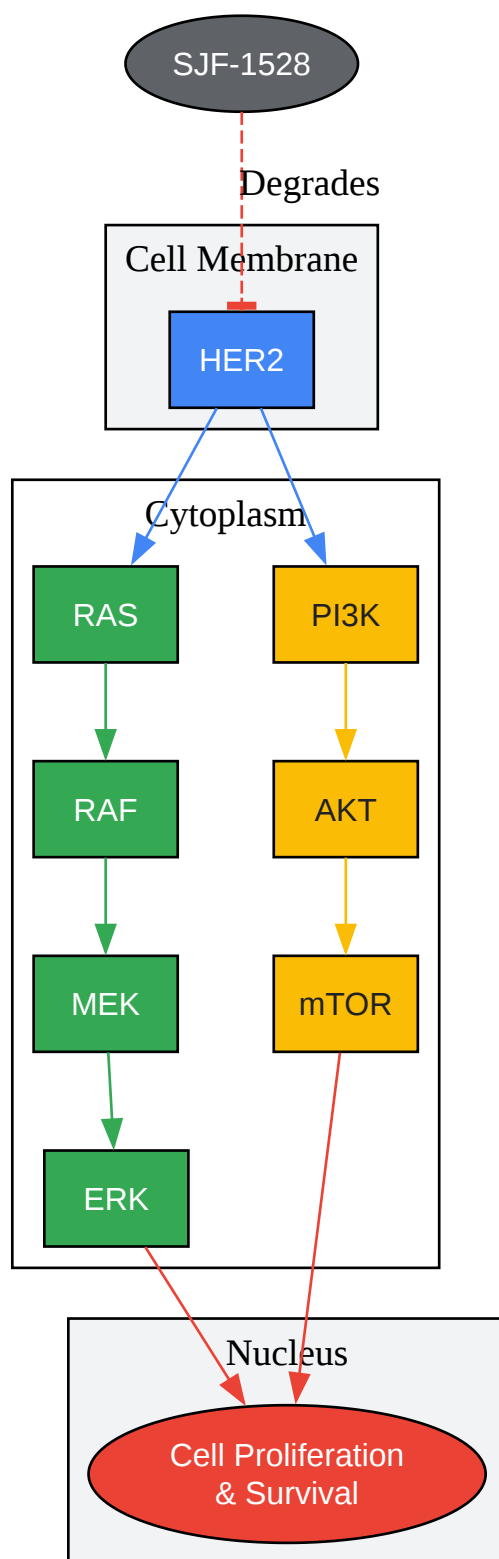 SJF-1528
Degrades
Cell Membrane
HER2
Cytoplasm
RAS
PI3K
RAF
AKT
MEK
mTOR
ERK
Nucleus
Cell Proliferation
& Survival